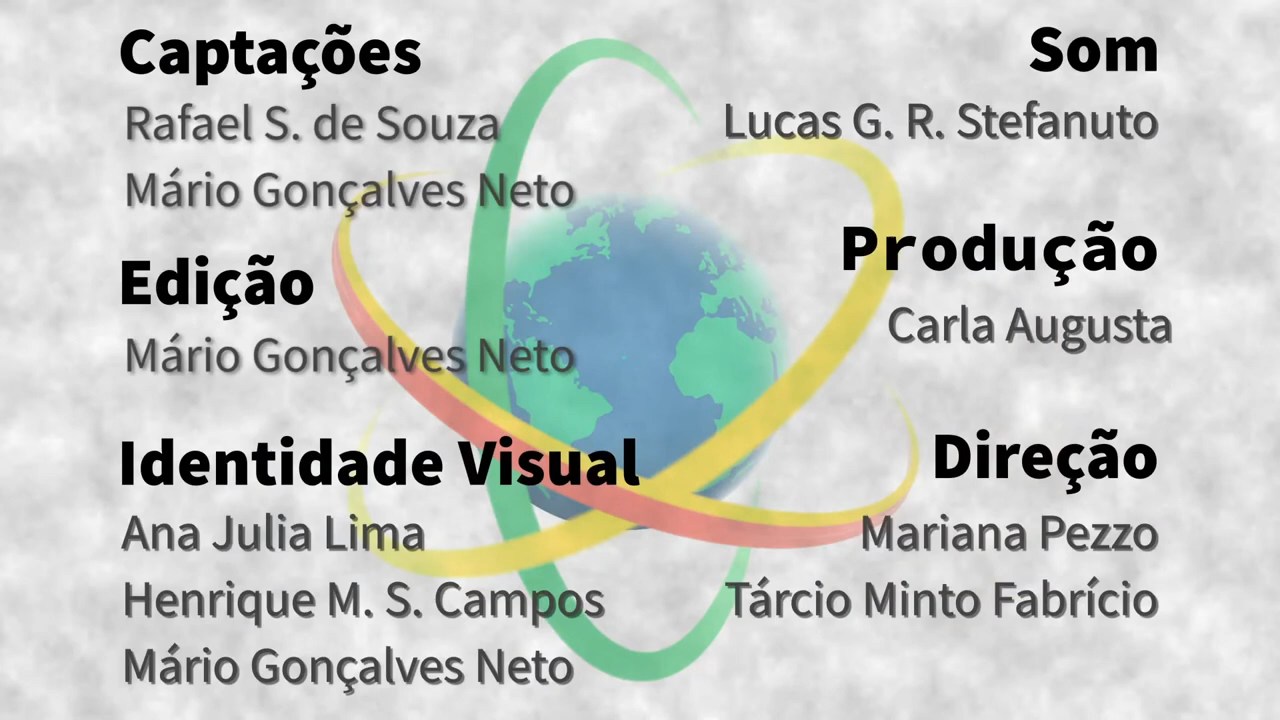 Captações
Rafael S. de Souza
Mário Gonçalves Neto
Edição
Mário Gonçalves Neto
Identidade Visual
Ana Julia Lima
Henrique M. S. Campos
Mário Gonçalves Neto
Som
Lucas G. R. Stefanuto
Produção
Carla Augusta
Direção
Mariana Pezzo
Tárcio Minto Fabrício